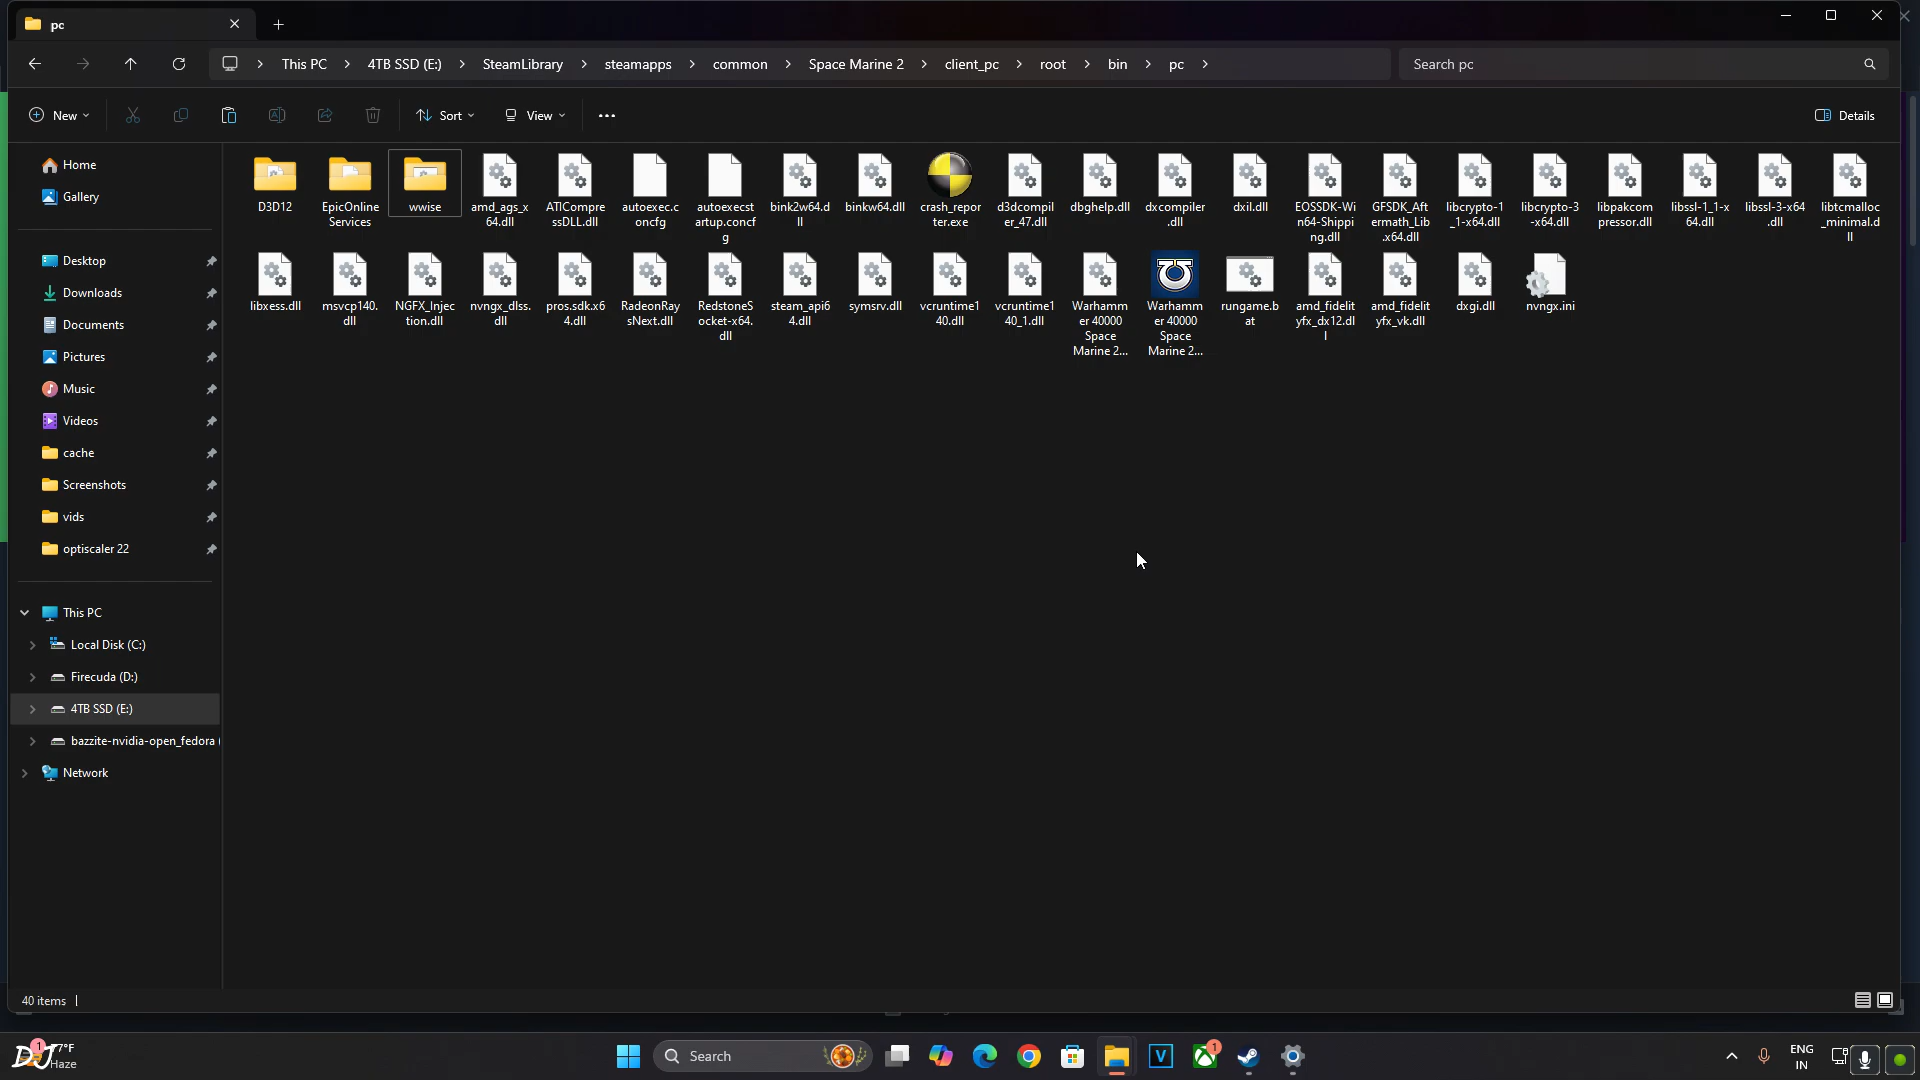 pc
This PC
4TB SSD (E:)
SteamLibrary
steamapps
common
Space Marine 2
client_pc
root
bin
pc
Search pc
New
Sort
View
Details
Home
Gallery
Desktop
Downloads
Documents
Pictures
Music
Videos
cache
Screenshots
vids
optiscaler 22
This PC
Local Disk (C:)
Firecuda (D:)
4TB SSD (E:)
bazzite-nvidia-open_fedora (
Network
D3D12
EpicOnline
Services
wwise
amd_ags_x
64.dll
ATICompre
ssDLL.dll
autoexec.c
oncfg
autoexecst
artup.concf
g
bink2w64.d
ll
binkw64.dll
crash_repor
ter.exe
d3dcompil
er_47.dll
dbghelp.dll
dxcompiler
.dll
dxil.dll
EOSSDK-Wi
n64-Shippi
ng.dll
GFSDK_Aft
ermath_Lib
.x64.dll
libcrypto-1
_1-x64.dll
libcrypto-3
-x64.dll
libpakcom
pressor.dll
libssl-1_1-x
64.dll
libssl-3-x64
.dll
libtcmalloc
_minimal.d
ll
libxess.dll
msvcp140.
dll
NGFX_Injec
tion.dll
nvngx_dlss.
dll
pros.sdk.x6
4.dll
RadeonRay
sNext.dll
RedstoneS
ocket-x64.
dll
steam_api6
4.dll
symsrv.dll
vcruntime1
40.dll
vcruntime1
40_1.dll
Warhamm
er 40000
Space
Marine 2...
Warhamm
er 40000
Space
Marine 2...
rungame.b
at
amd_fidelit
yfx_dx12.dl
l
amd_fidelit
yfx_vk.dll
dxgi.dll
nvngx.ini
40 items
DJ
1
7°F
Haze
Search
V
1
ENG
IN